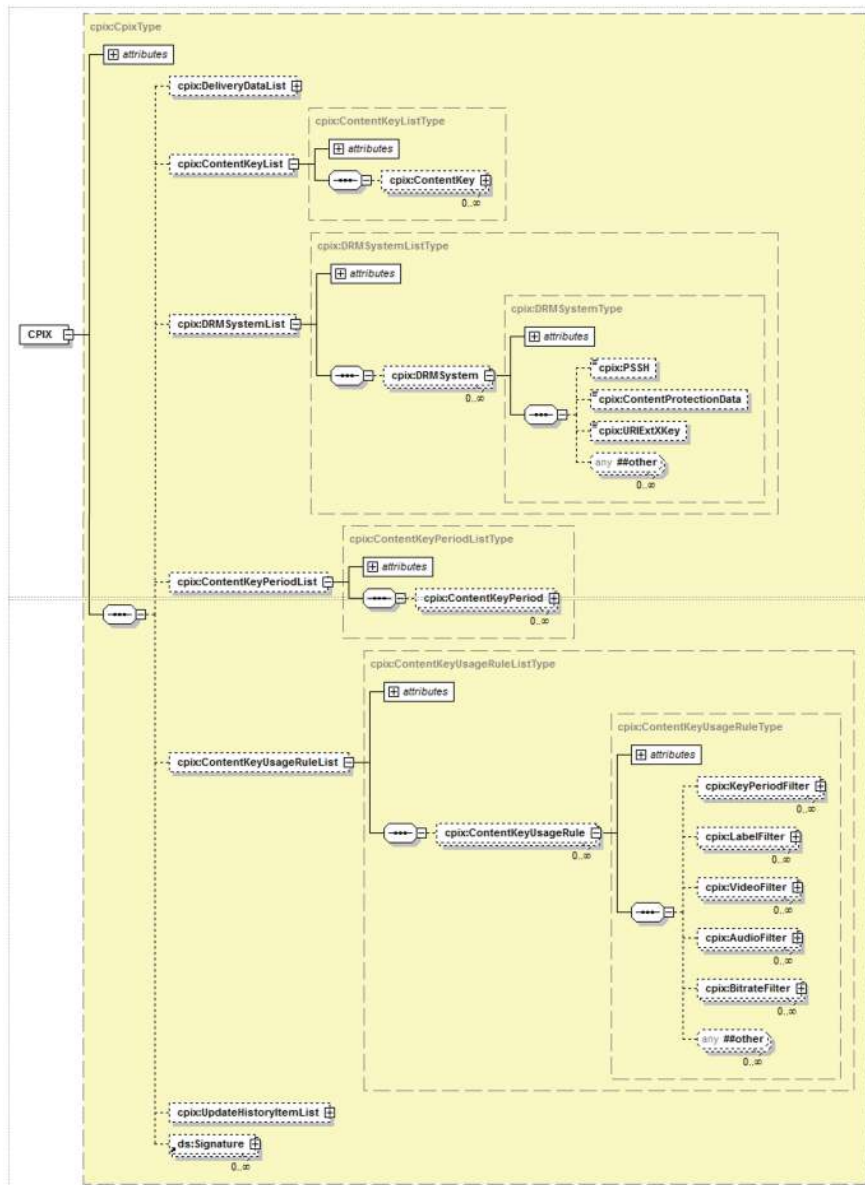 cpix:CpixType
attributes
cpix:DeliveryDataList
cpix:ContentKeyListType
attributes
cpix:ContentKeyList
cpix:ContentKey
0..∞
cpix:DRMSystemListType
attributes
cpix:DRMSystemType
attributes
CPIX
cpix:DRMSystemList
cpix:PSSH
cpix:DRMSystem
0..∞
cpix:ContentProtectionData
cpix:URIExtXKey
any ##other
0..∞
cpix:ContentKeyPeriodListType
attributes
cpix:ContentKeyPeriodList
cpix:ContentKeyPeriod
0..∞
cpix:ContentKeyUsageRuleListType
attributes
cpix:ContentKeyUsageRuleType
attributes
cpix:ContentKeyUsageRuleList
cpix:KeyPeriodFilter
0..∞
cpix:ContentKeyUsageRule
0..∞
cpix:LabelFilter
0..∞
cpix:VideoFilter
0..∞
cpix:AudioFilter
0..∞
cpix:BitrateFilter
0..∞
any ##other
0..∞
cpix:UpdateHistoryItemList
ds:Signature
0..∞